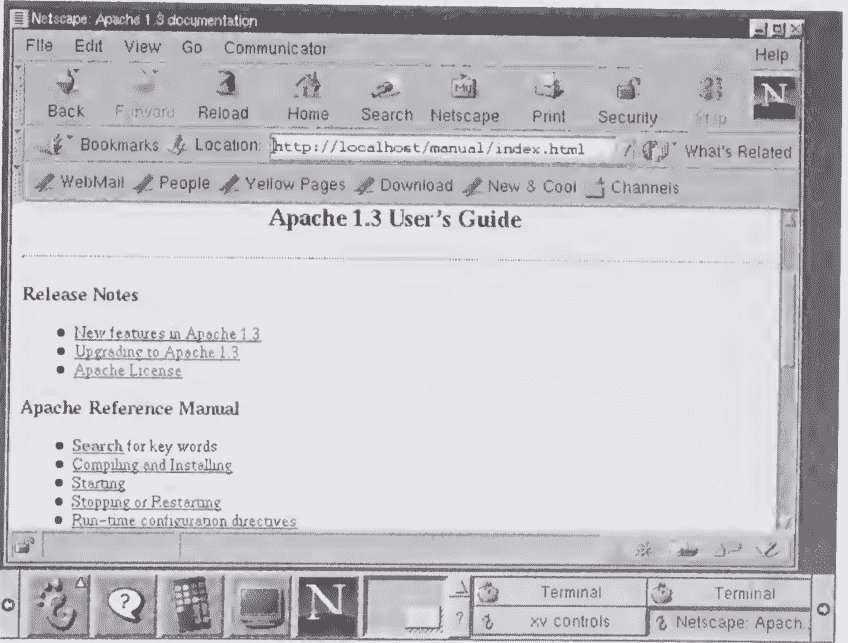 Netscape: Apache 1.3 documentation
File Edit View Go Communicator Help
Back Forward Reload Home Search Netscape Print Security Stop
My
N
Bookmarks Location: http://localhost/manual/index.html What's Related
WebMail People Yellow Pages Download New & Cool Channels
Apache 1.3 User's Guide
Release Notes
New features in Apache 1.3
Upgrading to Apache 1.3
Apache License
Apache Reference Manual
Search for key words
Compiling and Installing
Starting
Stopping or Restarting
Run-time configuration directives
? N ? Terminal Terminal
xv controls Netscape: Apach.